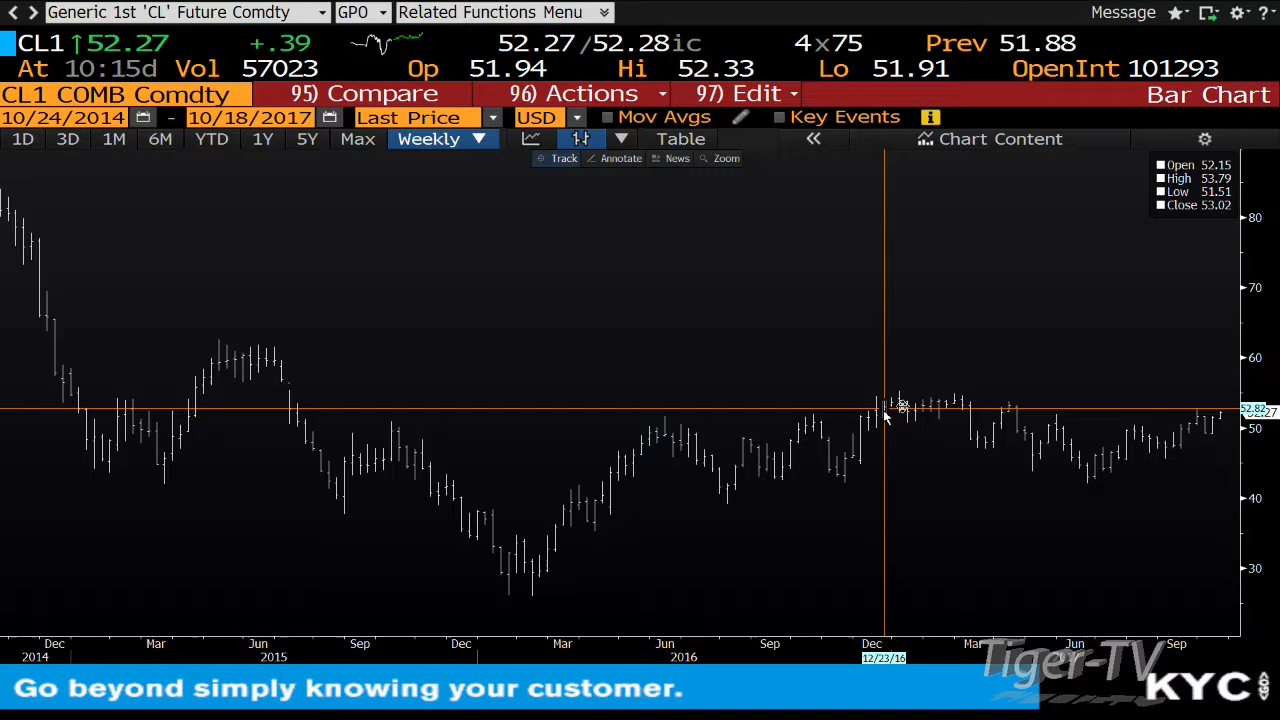 Generic 1st 'CL' Future Comdty GPO Related Functions Menu Message ?
CL1 ↑52.27 +.39 52.27/52.28ic 4x75 Prev 51.88
At 10:15d Vol 57023 Op 51.94 Hi 52.33 Lo 51.91 OpenInt 101293
CL1 COMB Comdty 95) Compare 96) Actions 97) Edit Bar Chart
10/24/2014 - 10/18/2017 Last Price USD Mov Avgs Key Events
1D 3D 1M 6M YTD 1Y 5Y Max Weekly ▼ Table « Chart Content
Track Annotate News Zoom
Open 52.15
High 53.79
Low 51.51
Close 53.02
80
70
60
52.82
50
40
30
Dec Mar Jun Sep Dec Mar Jun Sep Dec Mar Jun Sep
2014 2015 2016 12/23/16
Tiger-TV
Go beyond simply knowing your customer.
KYC